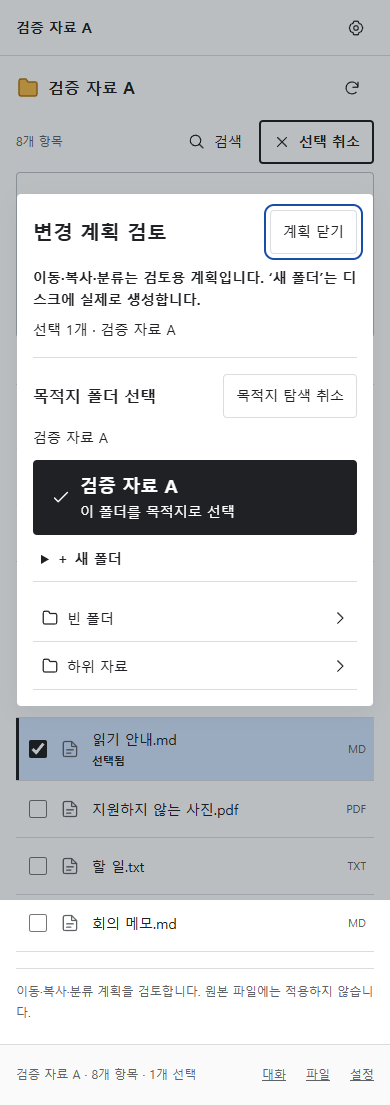 검증 자료 A
검증 자료 A
8개 항목
검색
선택 취소
변경 계획 검토
계획 닫기
이동·복사·분류는 검토용 계획입니다. ‘새 폴더’는 디
스크에 실제로 생성합니다.
선택 1개 · 검증 자료 A
목적지 폴더 선택
목적지 탐색 취소
검증 자료 A
검증 자료 A
이 폴더를 목적지로 선택
+ 새 폴더
빈 폴더
하위 자료
읽기 안내.md
MD
선택됨
지원하지 않는 사진.pdf
PDF
할 일.txt
TXT
회의 메모.md
MD
이동·복사·분류 계획을 검토합니다. 원본 파일에는 적용하지 않습니
다.
검증 자료 A · 8개 항목 · 1개 선택
대화
파일
설정